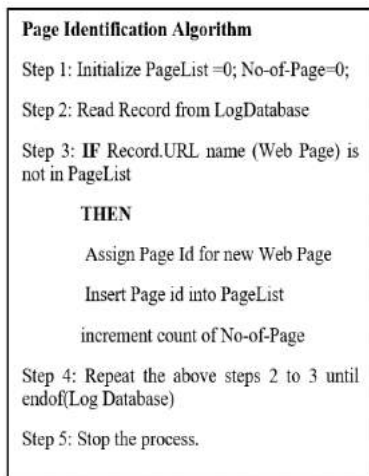 Page Identification Algorithm
Step 1: Initialize PageList =0; No-of-Page=0;
Step 2: Read Record from LogDatabase
Step 3: IF Record.URL name (Web Page) is
not in PageList
THEN
Assign Page Id for new Web Page
Insert Page id into PageList
increment count of No-of-Page
Step 4: Repeat the above steps 2 to 3 until
endof(Log Database)
Step 5: Stop the process.